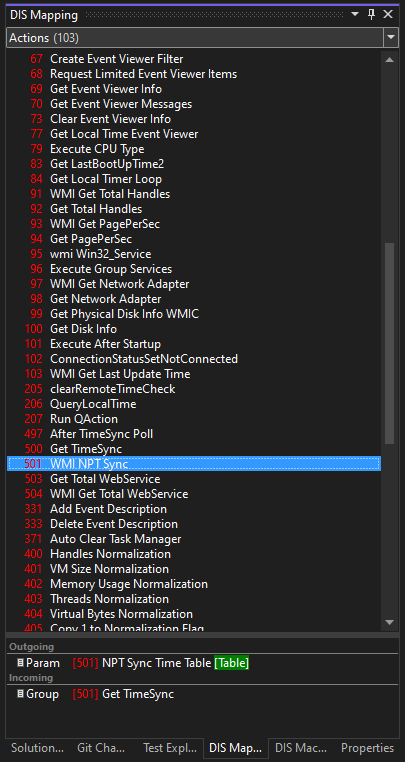 DIS Mapping
Actions (103)
67 Create Event Viewer Filter
68 Request Limited Event Viewer Items
69 Get Event Viewer Info
70 Get Event Viewer Messages
73 Clear Event Viewer Info
77 Get Local Time Event Viewer
79 Execute CPU Type
83 Get LastBootUpTime2
84 Get Local Timer Loop
91 WMI Get Total Handles
92 Get Total Handles
93 WMI Get PagePerSec
94 Get PagePerSec
95 wmi Win32_Service
96 Execute Group Services
97 WMI Get Network Adapter
98 Get Network Adapter
99 Get Physical Disk Info WMIC
100 Get Disk Info
101 Execute After Startup
102 ConnectionStatusSetNotConnected
103 WMI Get Last Update Time
205 clearRemoteTimeCheck
206 QueryLocalTime
207 Run QAction
497 After TimeSync Poll
500 Get TimeSync
501 WMI NPT Sync
503 Get Total WebService
504 WMI Get Total WebService
331 Add Event Description
333 Delete Event Description
371 Auto Clear Task Manager
400 Handles Normalization
401 VM Size Normalization
402 Memory Usage Normalization
403 Threads Normalization
404 Virtual Bytes Normalization
405 Copy 1 to Normalization Flag
Outgoing
Param [501] NPT Sync Time Table [Table]
Incoming
Group [501] Get TimeSync
Solution... Git Cha... Test Expl... DIS Map... DIS Mac... Properties